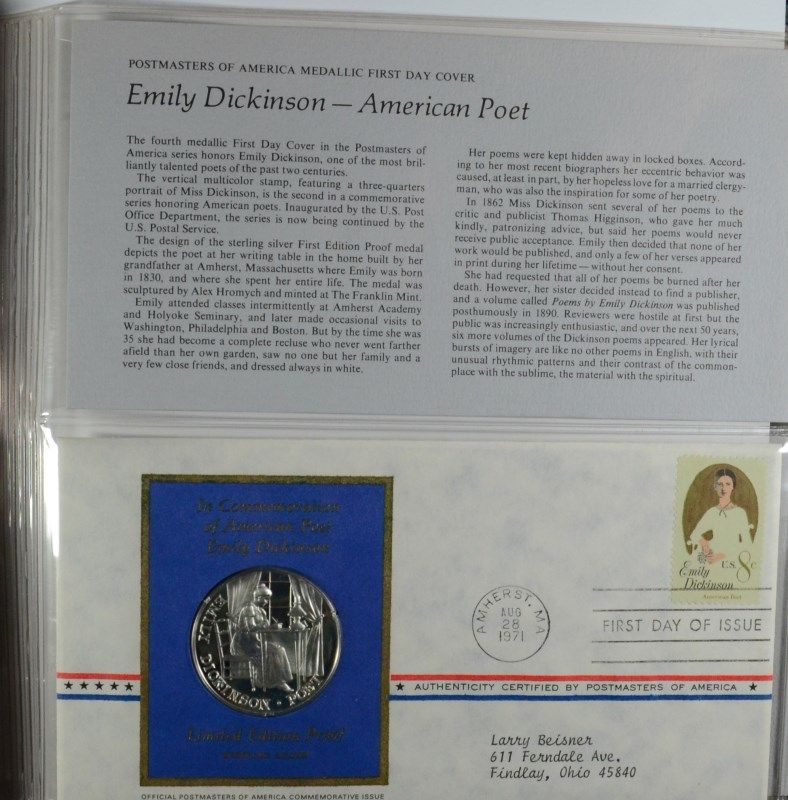 POSTMASTERS OF AMERICA MEDALLIC FIRST DAY COVER
Emily Dickinson — American Poet
The fourth medallic First Day Cover in the Postmasters of
America series honors Emily Dickinson, one of the most bril-
liantly talented poets of the past two centuries.
The vertical multicolor stamp, featuring a three-quarters
portrait of Miss Dickinson, is the second in a commemorative
series honoring American poets. Inaugurated by the U.S. Post
Office Department, the series is now being continued by the
U.S. Postal Service.
The design of the sterling silver First Edition Proof medal
depicts the poet at her writing table in the home built by her
grandfather at Amherst, Massachusetts where Emily was born
in 1830, and where she spent her entire life. The medal was
sculptured by Alex Hromych and minted at The Franklin Mint.
Emily attended classes intermittently at Amherst Academy
and Holyoke Seminary, and later made occasional visits to
Washington, Philadelphia and Boston. But by the time she was
35 she had become a complete recluse who never went farther
afield than her own garden, saw no one but her family and a
very few close friends, and dressed always in white.
Her poems were kept hidden away in locked boxes. Accord-
ing to her most recent biographers her eccentric behavior was
caused, at least in part, by her hopeless love for a married clergy-
man, who was also the inspiration for some of her poetry.
In 1862 Miss Dickinson sent several of her poems to the
critic and publicist Thomas Higginson, who gave her much
kindly, patronizing advice, but said her poems would never
receive public acceptance. Emily then decided that none of her
work would be published, and only a few of her verses appeared
in print during her lifetime — without her consent.
She had requested that all of her poems be burned after her
death. However, her sister decided instead to find a publisher,
and a volume called Poems by Emily Dickinson was published
posthumously in 1890. Reviewers were hostile at first but the
public was increasingly enthusiastic, and over the next 50 years,
six more volumes of the Dickinson poems appeared. Her lyrical
bursts of imagery are like no other poems in English, with their
unusual rhythmic patterns and their contrast of the common-
place with the sublime, the material with the spiritual.
In Commemoration
of American Poet
Emily Dickinson
EMILY DICKINSON · POET
Limited Edition Proof
STERLING SILVER
OFFICIAL POSTMASTERS OF AMERICA COMMEMORATIVE ISSUE
AMHERST, MA
AUG
28
1971
Emily
Dickinson
U.S. 8c
American Poet
FIRST DAY OF ISSUE
★★★★★ ★ AUTHENTICITY CERTIFIED BY POSTMASTERS OF AMERICA ★
Larry Beisner
611 Ferndale Ave.
Findlay, Ohio 45840